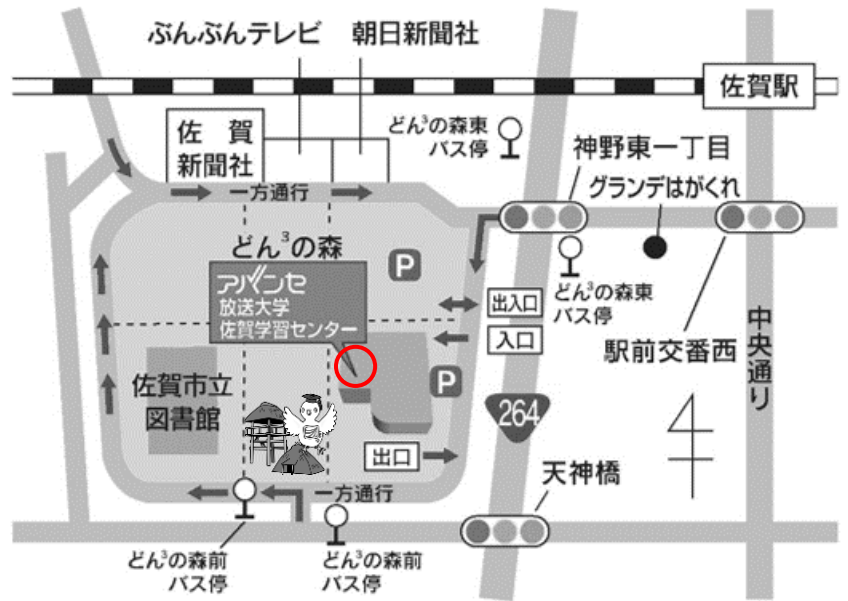 ぶんぶんテレビ
朝日新聞社
佐賀駅
佐賀
新聞社
どん³の森東
バス停
神野東一丁目
グランデはがくれ
一方通行
どん³の森
P
アバンセ
放送大学
佐賀学習センター
出入口
どん³の森東
バス停
入口
駅前交番西
中央通り
佐賀市立
図書館
P
264
出口
天神橋
一方通行
どん³の森前
バス停
どん³の森前
バス停